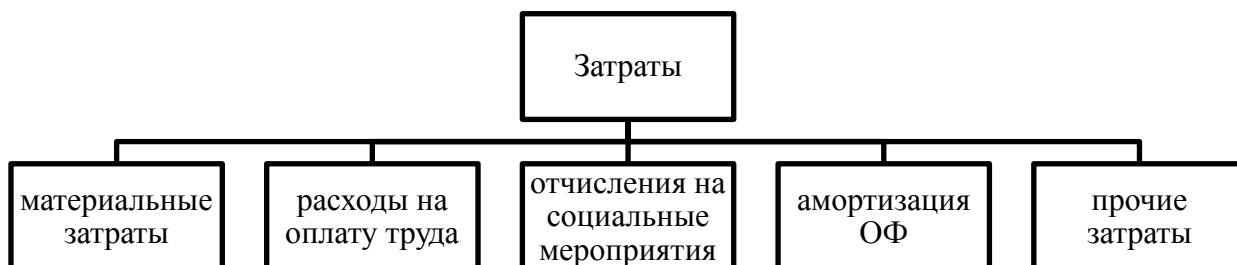 Затраты
материальные
затраты
расходы на
оплату труда
отчисления на
социальные
мероприятия
амортизация
ОФ
прочие
затраты